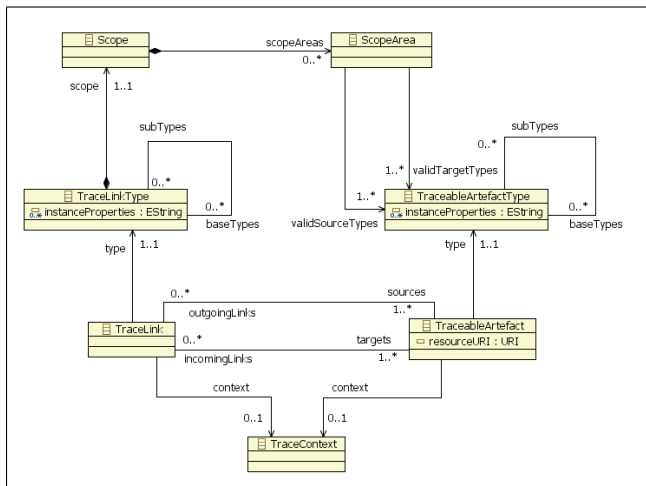 Scope
scopeAreas
ScopeArea
0..*
scope
1..1
subTypes
0..*
subTypes
0..*
1..*
validTargetTypes
1..*
TraceLinkType
instanceProperties : EString
0..*
baseTypes
validSourceTypes
TraceableArtefactType
0..* instanceProperties : EString
0..*
baseTypes
type
1..1
type
1..1
0..*
sources
outgoingLinks
1..*
TraceLink
0..*
targets
incomingLinks
1..*
TraceableArtefact
resourceURI : URI
context
context
0..1
0..1
TraceContext